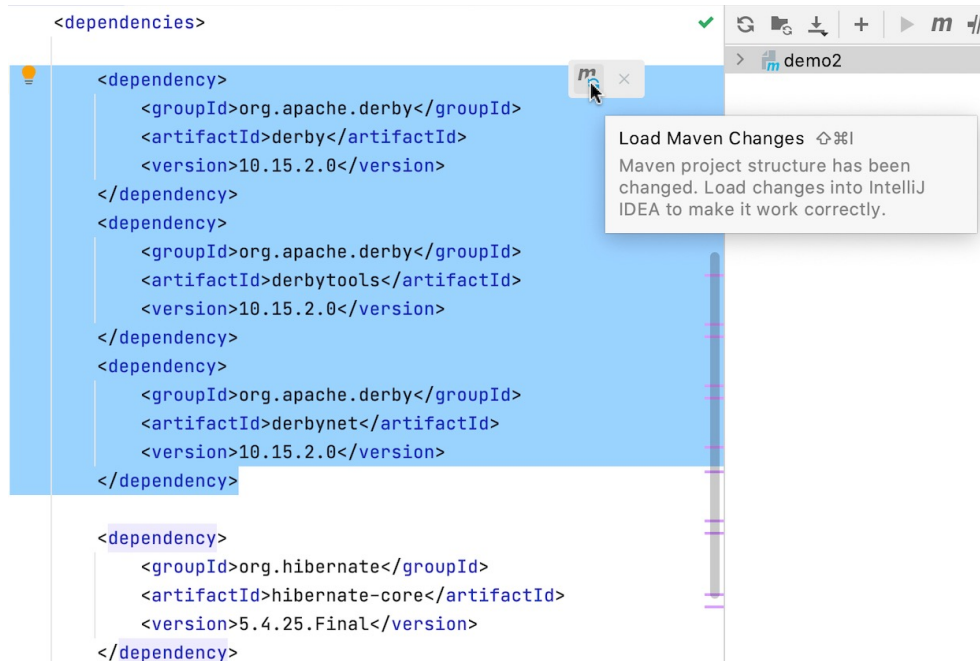 <dependencies>
<dependency>
<groupId>org.apache.derby</groupId>
<artifactId>derby</artifactId>
<version>10.15.2.0</version>
</dependency>
<dependency>
<groupId>org.apache.derby</groupId>
<artifactId>derbytools</artifactId>
<version>10.15.2.0</version>
</dependency>
<dependency>
<groupId>org.apache.derby</groupId>
<artifactId>derbynet</artifactId>
<version>10.15.2.0</version>
</dependency>
<dependency>
<groupId>org.hibernate</groupId>
<artifactId>hibernate-core</artifactId>
<version>5.4.25.Final</version>
</dependency>
m
m
demo2
Load Maven Changes ⇧⌘I
Maven project structure has been
changed. Load changes into IntelliJ
IDEA to make it work correctly.